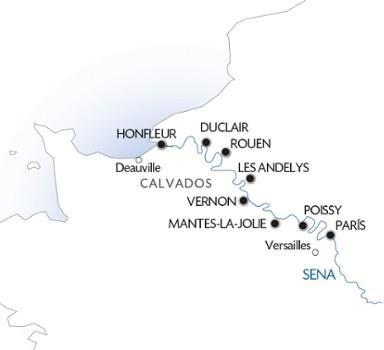 HONFLEUR
DUCLAIR
ROUEN
Deauville
LES ANDELYS
CALVADOS
VERNON
MANTES-LA-JOLIE
POISSY
PARÍS
Versailles
SENA